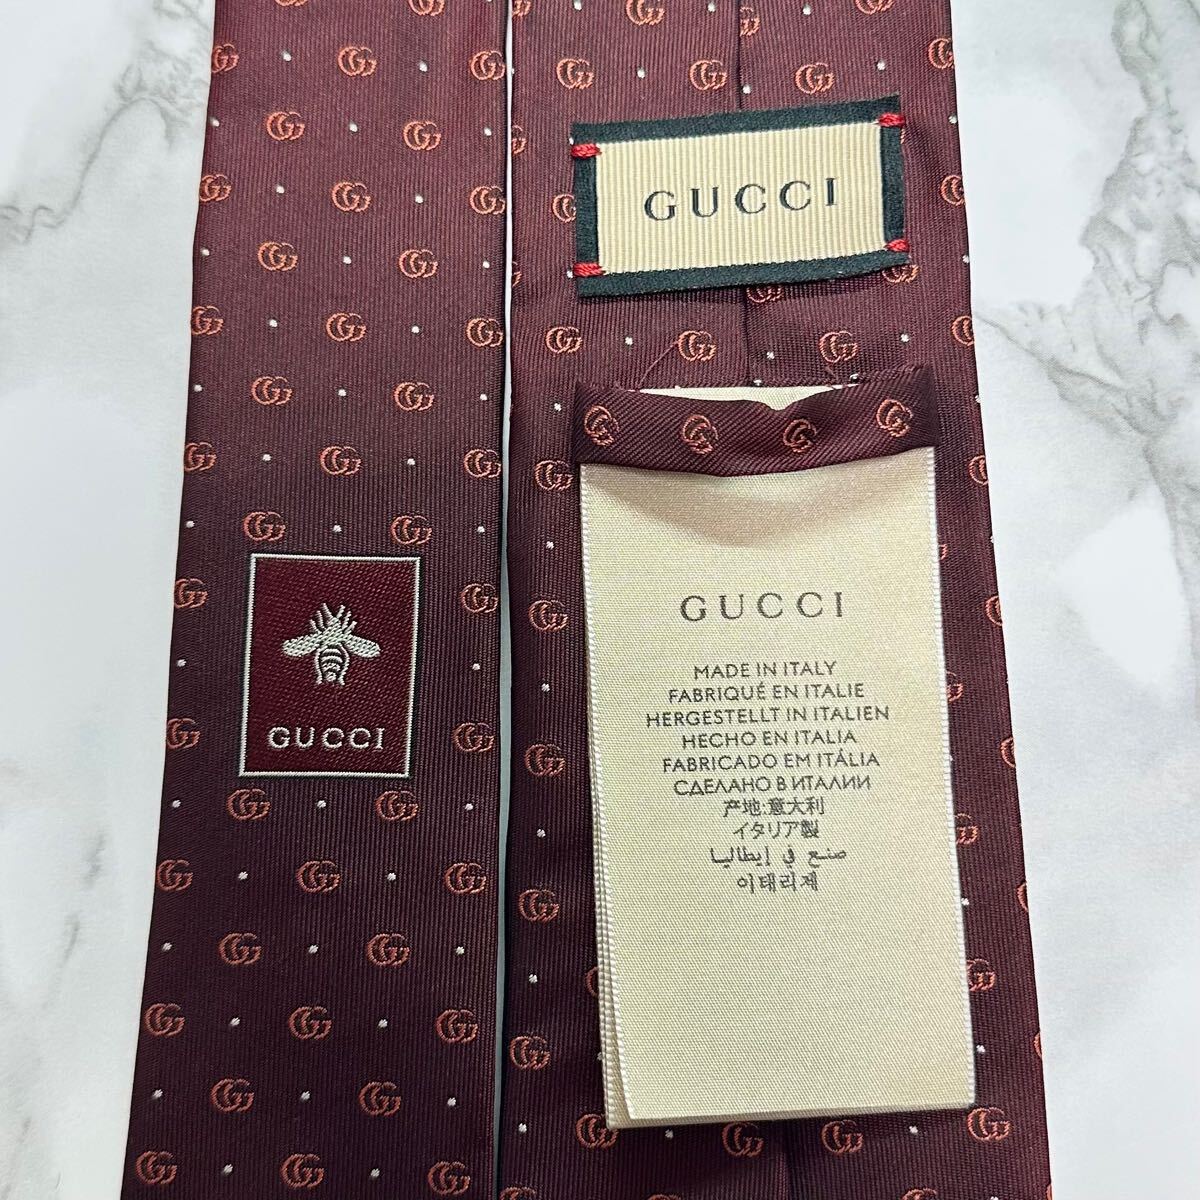 GUCCI
GUCCI
GUCCI
MADE IN ITALY
FABRIQUÉ EN ITALIE
HERGESTELLT IN ITALIEN
HECHO EN ITALIA
FABRICADO EM ITÁLIA
СДЕЛАНО В ИТАЛИИ
产地:意大利
イタリア製
صنع في إيطاليا
이태리제